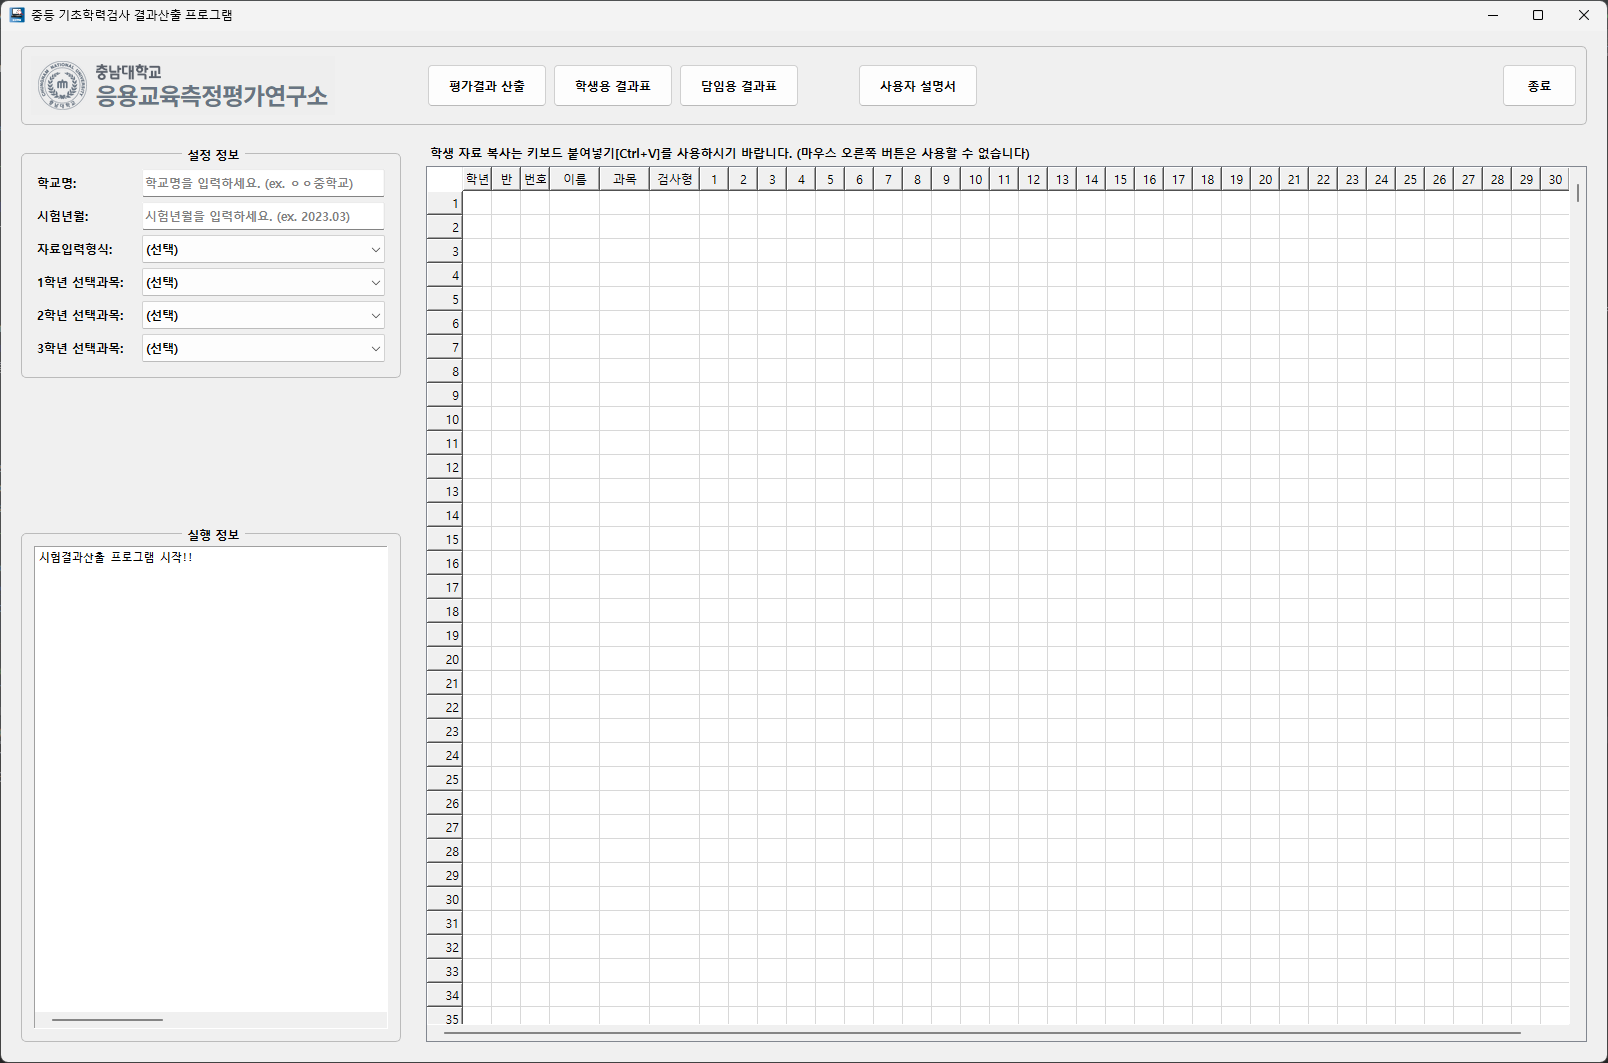 중등 기초학력검사 결과산출 프로그램
충남대학교
응용교육측정평가연구소
평가결과 산출 학생용 결과표 담임용 결과표 사용자 설명서 종료
설정 정보
학교명: 학교명을 입력하세요. (ex. ㅇㅇ중학교)
시험년월: 시험년월을 입력하세요. (ex. 2023.03)
자료입력형식: (선택)
1학년 선택과목: (선택)
2학년 선택과목: (선택)
3학년 선택과목: (선택)
실행 정보
시험결과산출 프로그램 시작!!
학생 자료 복사는 키보드 붙여넣기[Ctrl+V]를 사용하시기 바랍니다. (마우스 오른쪽 버튼은 사용할 수 없습니다)
학년 반 번호 이름 과목 검사형 1 2 3 4 5 6 7 8 9 10 11 12 13 14 15 16 17 18 19 20 21 22 23 24 25 26 27 28 29 30
1
2
3
4
5
6
7
8
9
10
11
12
13
14
15
16
17
18
19
20
21
22
23
24
25
26
27
28
29
30
31
32
33
34
35